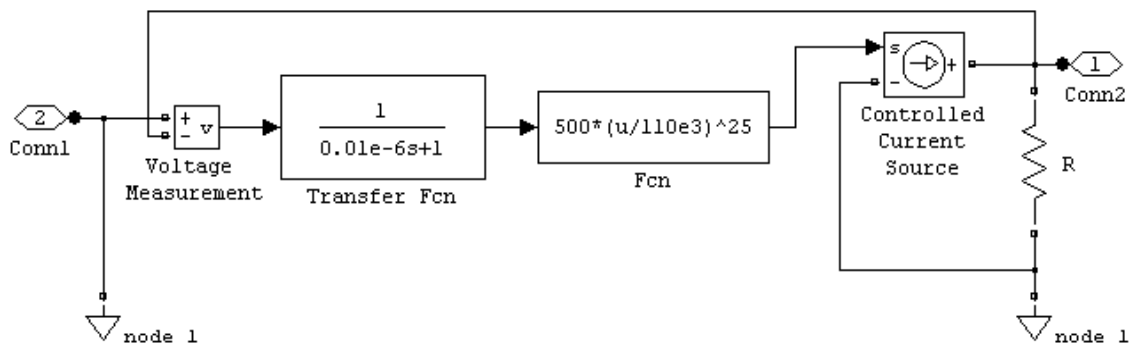 2
Conn1
+
-
v
Voltage
Measurement
1
0.01e-6s+1
Transfer Fcn
500*(u/110e3)^25
Fcn
s
-
+
Controlled
Current
Source
1
Conn2
R
node 1
node 1